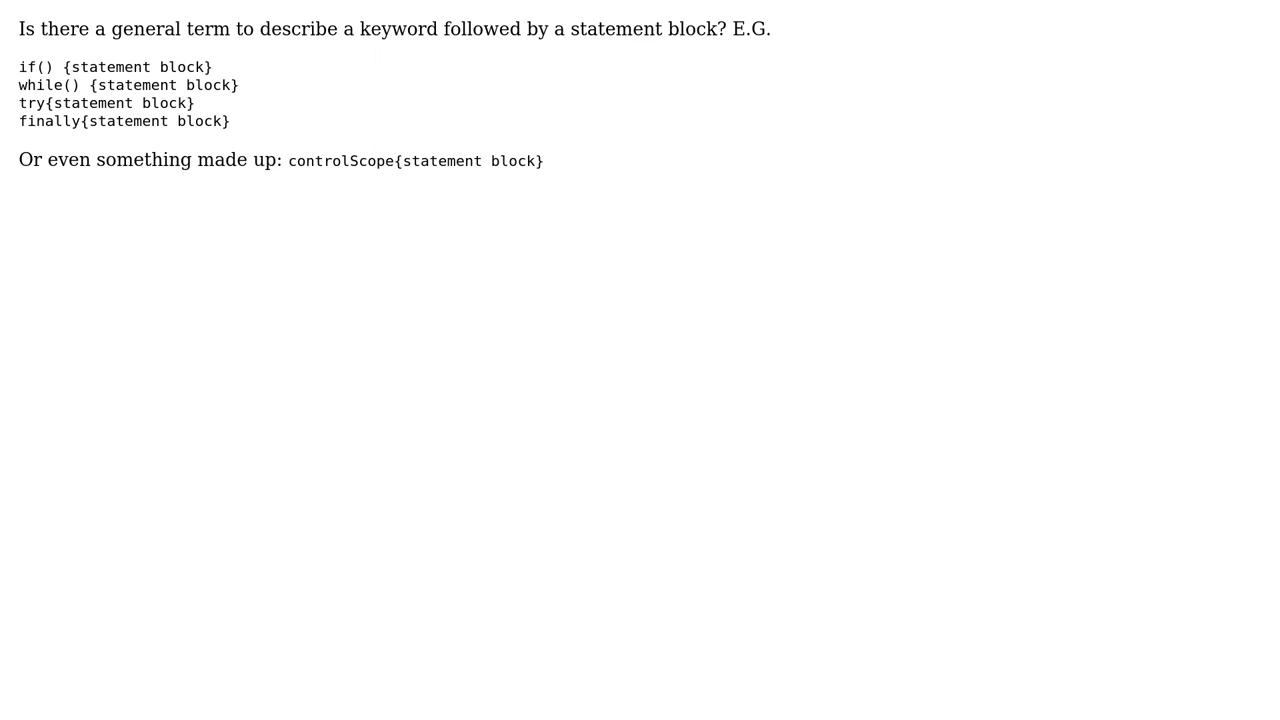 Is there a general term to describe a keyword followed by a statement block? E.G.
if() {statement block}
while() {statement block}
try{statement block}
finally{statement block}
Or even something made up: controlScope{statement block}